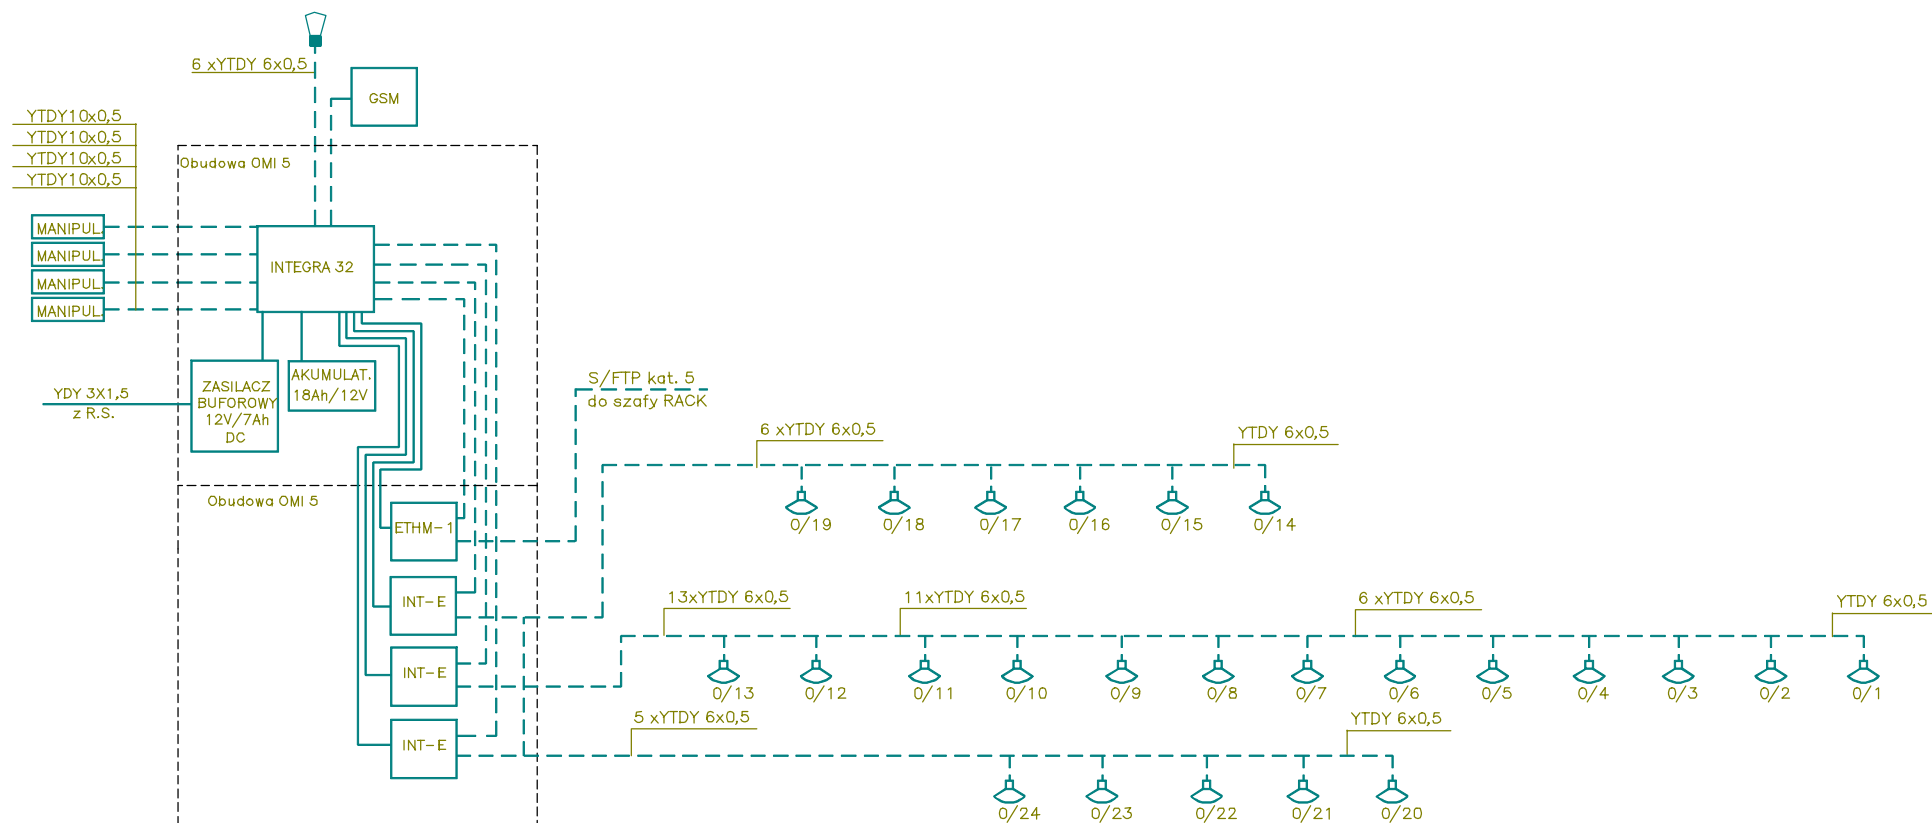 6 xYTDY 6x0,5
GSM
YTDY10x0,5
YTDY10x0,5
YTDY10x0,5
YTDY10x0,5
Obudowa OMI 5
MANIPUL.
MANIPUL.
MANIPUL.
MANIPUL.
INTEGRA 32
YDY 3X1,5
z R.S.
ZASILACZ
BUFOROWY
12V/7Ah
DC
AKUMULAT.
18Ah/12V
S/FTP kat. 5
do szafy RACK
6 xYTDY 6x0,5
YTDY 6x0,5
Obudowa OMI 5
ETHM-1
0/19 0/18 0/17 0/16 0/15 0/14
INT-E
13xYTDY 6x0,5
11xYTDY 6x0,5
6 xYTDY 6x0,5
YTDY 6x0,5
INT-E
0/13 0/12 0/11 0/10 0/9 0/8 0/7 0/6 0/5 0/4 0/3 0/2 0/1
5 xYTDY 6x0,5
YTDY 6x0,5
INT-E
0/24 0/23 0/22 0/21 0/20